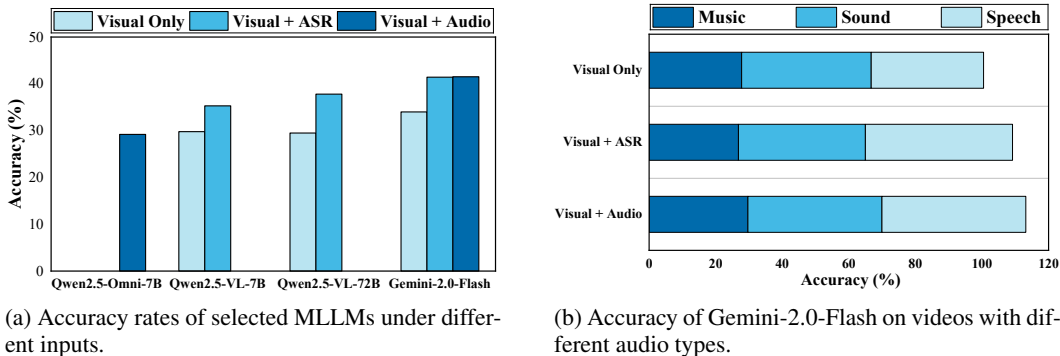 Visual Only Visual + ASR Visual + Audio
50
40
30
20
10
0
Accuracy (%)
Qwen2.5-Omni-7B Qwen2.5-VL-7B Qwen2.5-VL-72B Gemini-2.0-Flash
(a) Accuracy rates of selected MLLMs under differ-
ent inputs.
Music Sound Speech
Visual Only
Visual + ASR
Visual + Audio
0 20 40 60 80 100 120
Accuracy (%)
(b) Accuracy of Gemini-2.0-Flash on videos with dif-
ferent audio types.